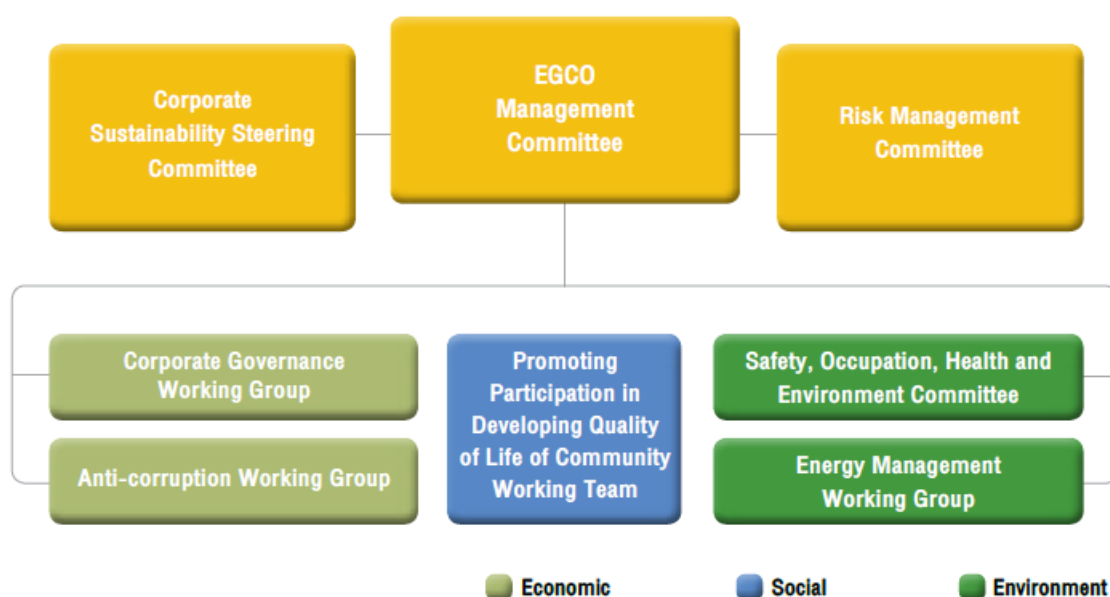 Corporate
Sustainability Steering
Committee
EGCO
Management
Committee
Risk Management
Committee
Corporate Governance
Working Group
Anti-corruption Working Group
Promoting
Participation in
Developing Quality
of Life of Community
Working Team
Safety, Occupation, Health and
Environment Committee
Energy Management
Working Group
Economic
Social
Environment